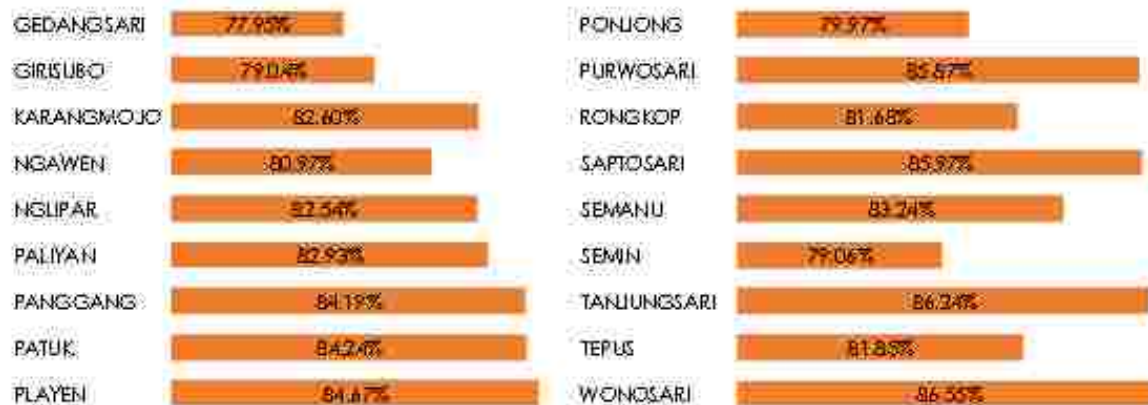 GEDANGSARI 77.95%
GIRISUBO 79.04%
KARANGMOJO 82.60%
NGAWEN 80.97%
NGLIPAR 82.54%
PALIYAN 82.93%
PANGGANG 84.19%
PATUK 84.24%
PLAYEN 84.67%
PONJONG 79.97%
PURWOSARI 85.87%
RONGKOP 81.68%
SAPTOSARI 85.97%
SEMANU 83.24%
SEMIN 79.06%
TANJUNGSARI 86.24%
TEPUS 81.85%
WONOSARI 86.55%